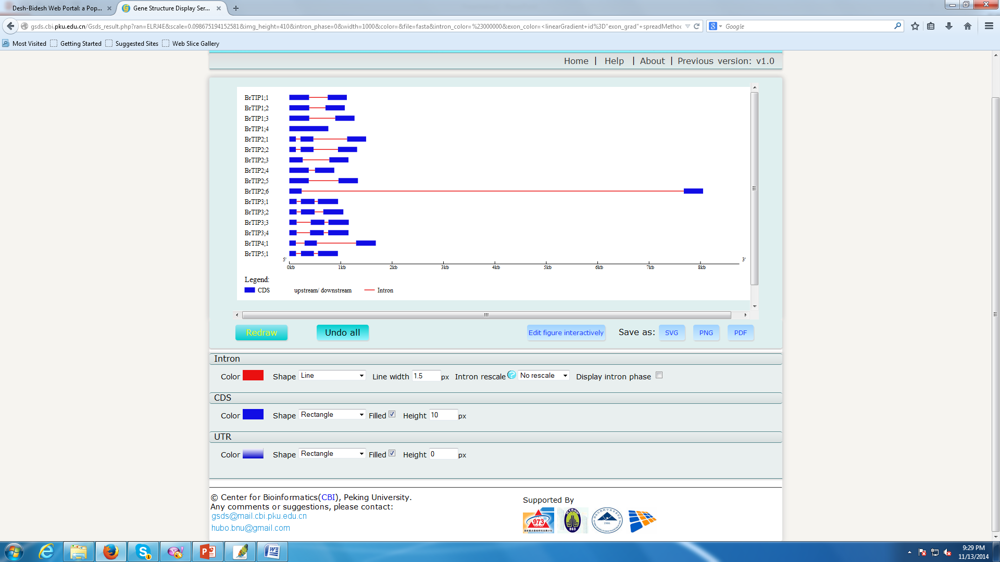 Desh-Bidesh Web Portal: a Pop...
Gene Structure Display Ser...
gsds.cbi.pku.edu.cn/Gsds_result.php?ran=ELRJ4E&scale=0.098675194152581&img_height=410&intron_phase=0&width=1000&color=&file=fasta&intron_color=%23000000&exon_color=<linearGradient+id%3D"exon_grad"+spreadMethod
Google
Most Visited Getting Started Suggested Sites Web Slice Gallery
Home | Help | About | Previous version: v1.0
BrTIP1;1
BrTIP1;2
BrTIP1;3
BrTIP1;4
BrTIP2;1
BrTIP2;2
BrTIP2;3
BrTIP2;4
BrTIP2;5
BrTIP2;6
BrTIP3;1
BrTIP3;2
BrTIP3;3
BrTIP3;4
BrTIP4;1
BrTIP5;1
5' 3'
0kb 1kb 2kb 3kb 4kb 5kb 6kb 7kb 8kb
Legend:
CDS upstream/ downstream Intron
Redraw Undo all Edit figure interactively Save as: SVG PNG PDF
Intron
Color Shape Line Line width 1.5 px Intron rescale ? No rescale Display intron phase
CDS
Color Shape Rectangle Filled Height 10 px
UTR
Color Shape Rectangle Filled Height 0 px
© Center for Bioinformatics(CBI), Peking University.
Any comments or suggestions, please contact:
gsds@mail.cbi.pku.edu.cn
hubo.bnu@gmail.com
Supported By
973
863
9:29 PM
11/13/2014